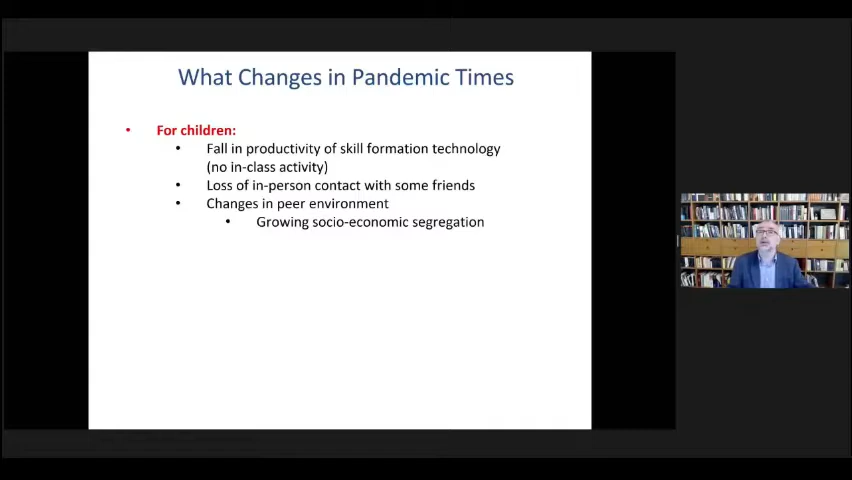 What Changes in Pandemic Times
• For children:
• Fall in productivity of skill formation technology
(no in-class activity)
• Loss of in-person contact with some friends
• Changes in peer environment
• Growing socio-economic segregation